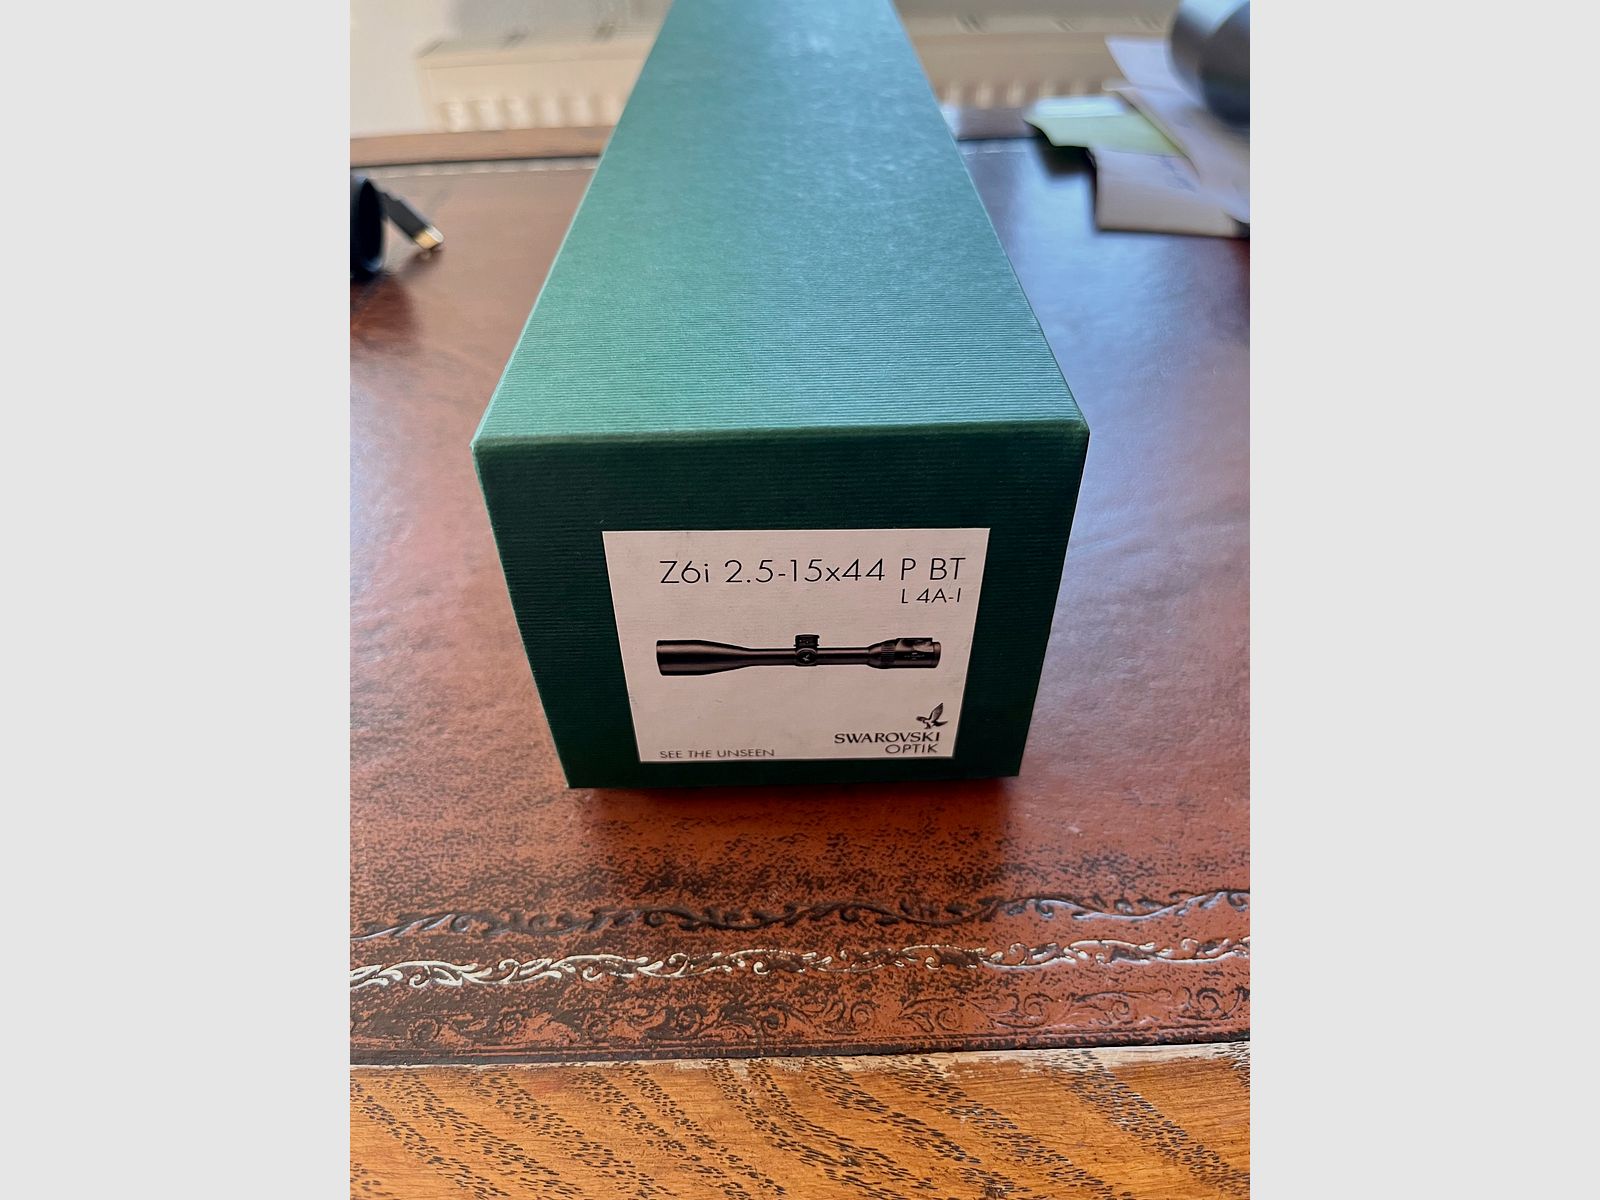 Z6i 2.5-15x44 P BT
L 4A-I
SWAROVSKI
OPTIK
SEE THE UNSEEN